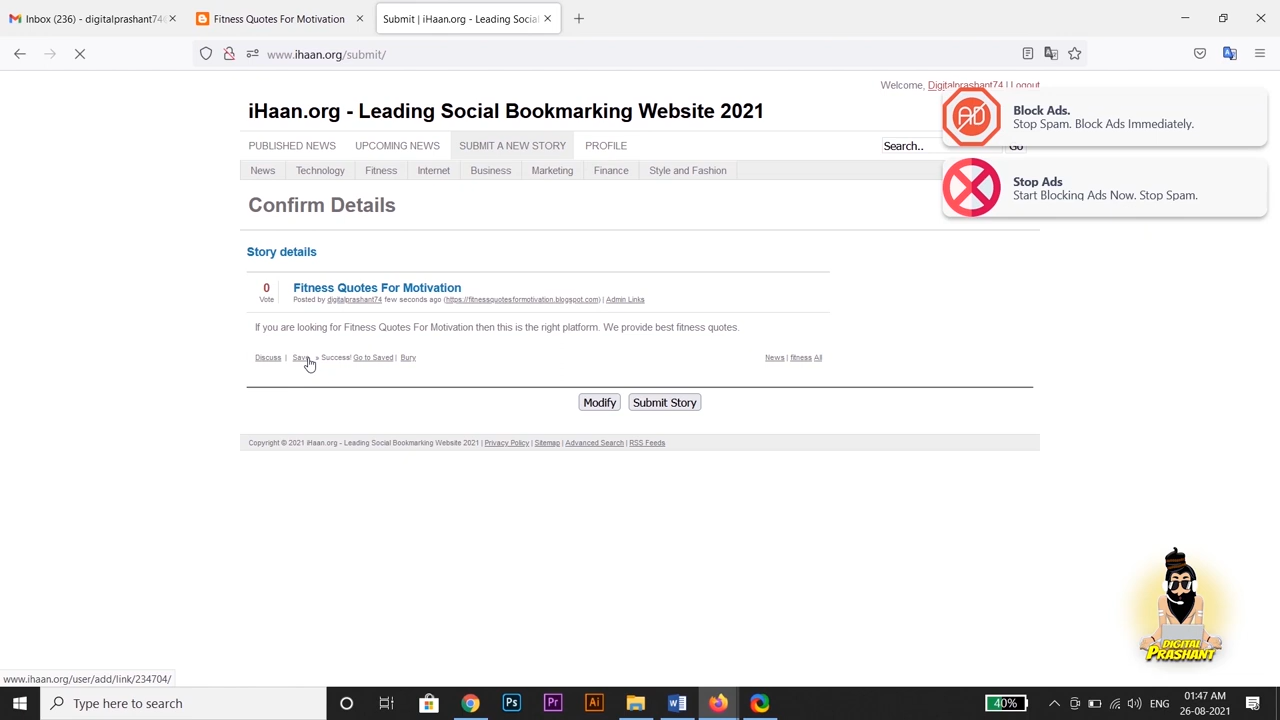 Inbox (236) - digitalprashant74
Fitness Quotes For Motivation
Submit | iHaan.org - Leading Social
www.ihaan.org/submit/
Welcome, Digitalprashant74 | Logout
iHaan.org - Leading Social Bookmarking Website 2021
Block Ads.
Stop Spam. Block Ads Immediately.
PUBLISHED NEWS
UPCOMING NEWS
SUBMIT A NEW STORY
PROFILE
Search..
Go
News
Technology
Fitness
Internet
Business
Marketing
Finance
Style and Fashion
Stop Ads
Start Blocking Ads Now. Stop Spam.
Confirm Details
Story details
0
Vote
Fitness Quotes For Motivation
Posted by digitalprashant74 few seconds ago (https://fitnessquotesformotivation.blogspot.com) | Admin Links
If you are looking for Fitness Quotes For Motivation then this is the right platform. We provide best fitness quotes.
Discuss | Save » Success! Go to Saved | Bury
News | fitness All
Modify
Submit Story
Copyright © 2021 iHaan.org - Leading Social Bookmarking Website 2021 | Privacy Policy | Sitemap | Advanced Search | RSS Feeds
DIGITAL
PRASHANT
www.ihaan.org/user/add/link/234704/
Type here to search
Ps
Pr
Ai
40%
ENG
01:47 AM
26-08-2021